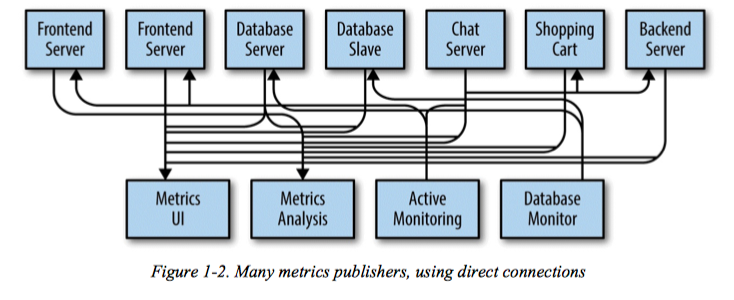 Frontend
Server
Frontend
Server
Database
Server
Database
Slave
Chat
Server
Shopping
Cart
Backend
Server
Metrics
UI
Metrics
Analysis
Active
Monitoring
Database
Monitor
Figure 1-2. Many metrics publishers, using direct connections